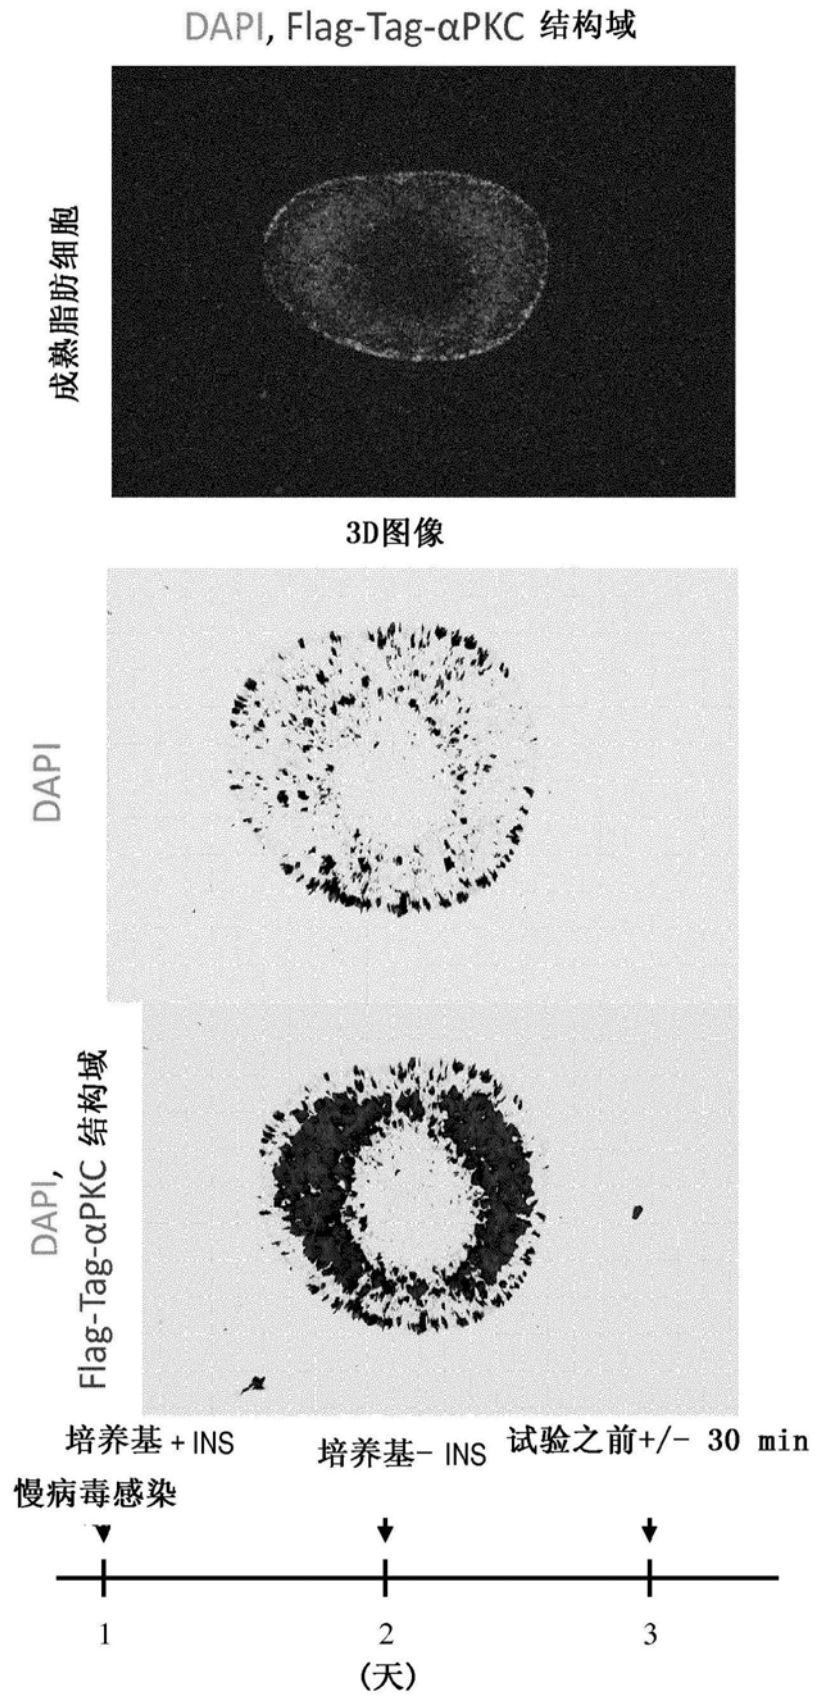 DAPI, Flag-Tag-αPKC 结构域
成熟脂肪细胞
3D图像
DAPI
DAPI,
Flag-Tag-αPKC 结构域
培养基 + INS
培养基- INS
试验之前+/- 30 min
慢病毒感染
1
2
3
(天)